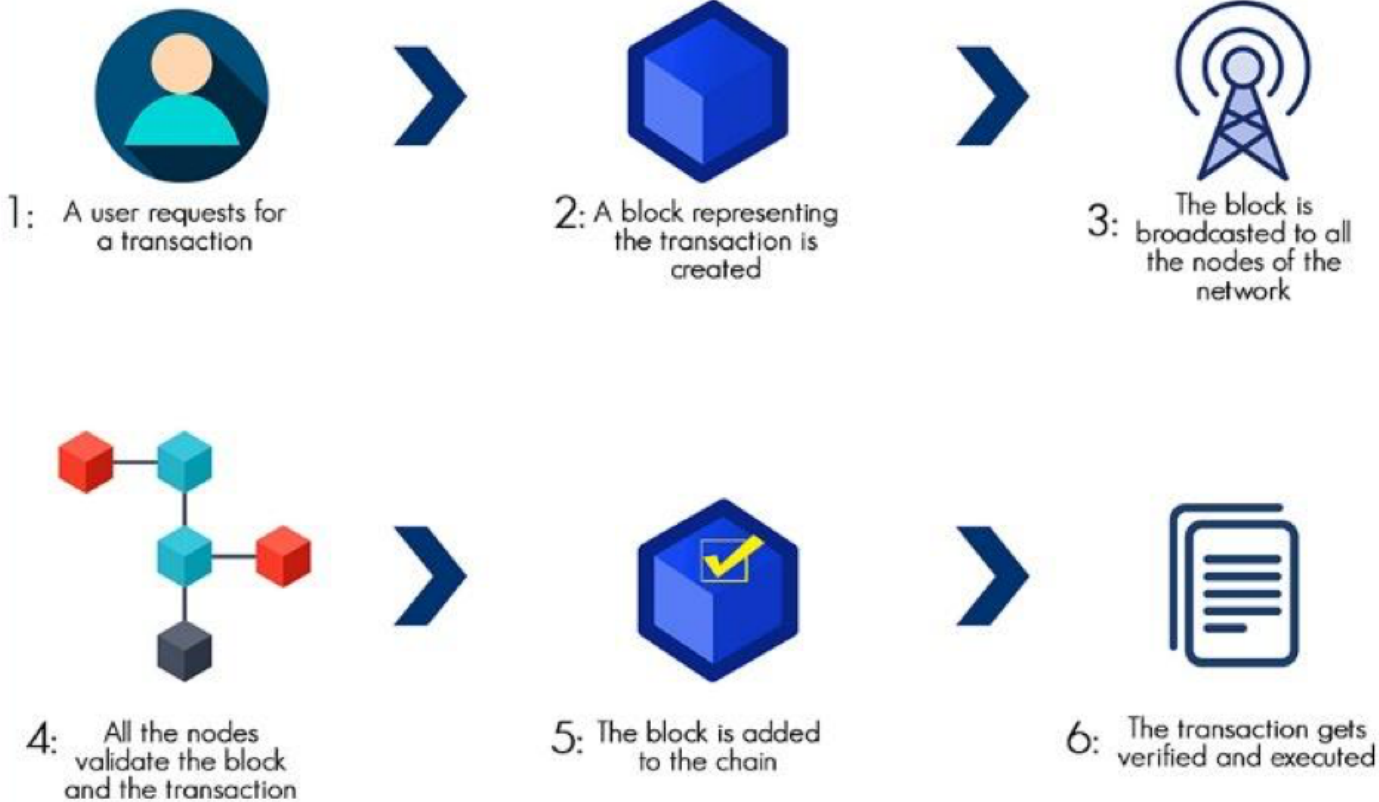 1: A user requests for
a transaction
2: A block representing
the transaction is
created
3: The block is
broadcasted to all
the nodes of the
network
4: All the nodes
validate the block
and the transaction
5: The block is added
to the chain
6: The transaction gets
verified and executed